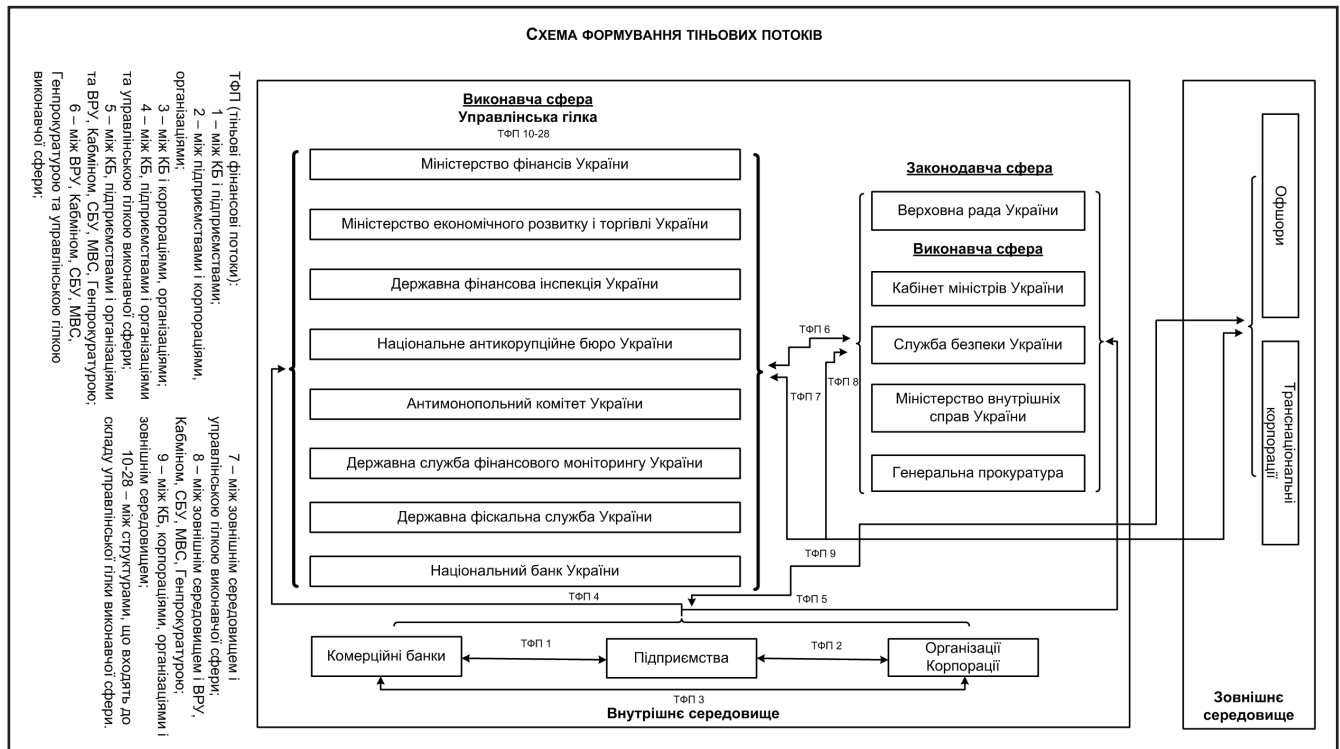 СХЕМА ФОРМУВАННЯ ТІНЬОВИХ ПОТОКІВ
ТФП (тіньові фінансові потоки):
1 – між КБ і підприємствами;
2 – між підприємствами і корпораціями,
організаціями;
3 – між КБ і корпораціями, організаціями;
4 – між КБ, підприємствами і організаціями
та управлінською гілкою виконавчої сфери;
5 – між КБ, підприємствами і організаціями
та ВРУ, Кабміном, СБУ, МВС, Генпрокуратурою;
6 – між ВРУ, Кабміном, СБУ, МВС,
Генпрокуратурою та управлінською гілкою
виконавчої сфери;
7 – між зовнішнім середовищем і
управлінською гілкою виконавчої сфери;
8 – між зовнішнім середовищем і ВРУ,
Кабміном, СБУ, МВС, Генпрокуратурою;
9 – між КБ, корпораціями, організаціями і
зовнішнім середовищем;
10-28 – між структурами, що входять до
складу управлінської гілки виконавчої сфери.
Виконавча сфера
Управлінська гілка
ТФП 10-28
Міністерство фінансів України
Міністерство економічного розвитку і торгівлі України
Державна фінансова інспекція України
Національне антикорупційне бюро України
Антимонопольний комітет України
Державна служба фінансового моніторингу України
Державна фіскальна служба України
Національний банк України
Законодавча сфера
Верховна рада України
Виконавча сфера
Кабінет міністрів України
Служба безпеки України
Міністерство внутрішніх
справ України
Генеральна прокуратура
ТФП 6
ТФП 7
ТФП 8
ТФП 9
ТФП 4
ТФП 5
Комерційні банки
ТФП 1
Підприємства
ТФП 2
Організації
Корпорації
ТФП 3
Внутрішнє середовище
Офшори
Транснаціональні
корпорації
Зовнішнє
середовище